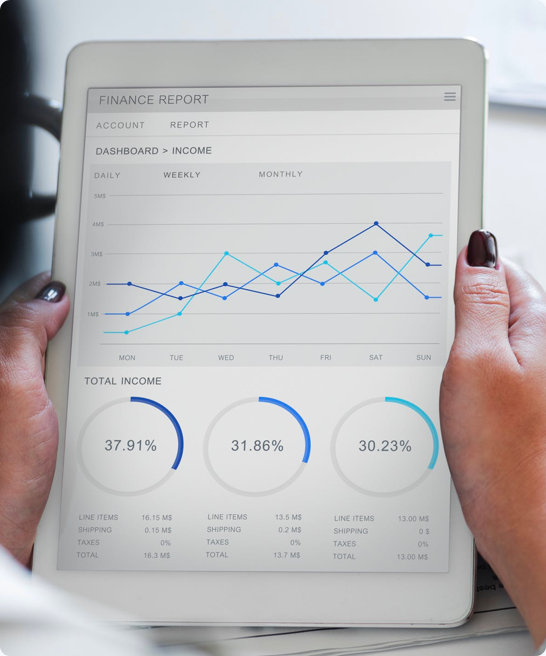 FINANCE REPORT
ACCOUNT REPORT
DASHBOARD > INCOME
DAILY WEEKLY MONTHLY
5M$
4M$
3M$
2M$
1M$
MON TUE WED THU FRI SAT SUN
TOTAL INCOME
37.91% 31.86% 30.23%
LINE ITEMS 16.15 M$ LINE ITEMS 13.5 M$ LINE ITEMS 13.00 M$
SHIPPING 0.15 M$ SHIPPING 0.2 M$ SHIPPING 0 $
TAXES 0% TAXES 0% TAXES 0%
TOTAL 16.3 M$ TOTAL 13.7 M$ TOTAL 13.00 M$